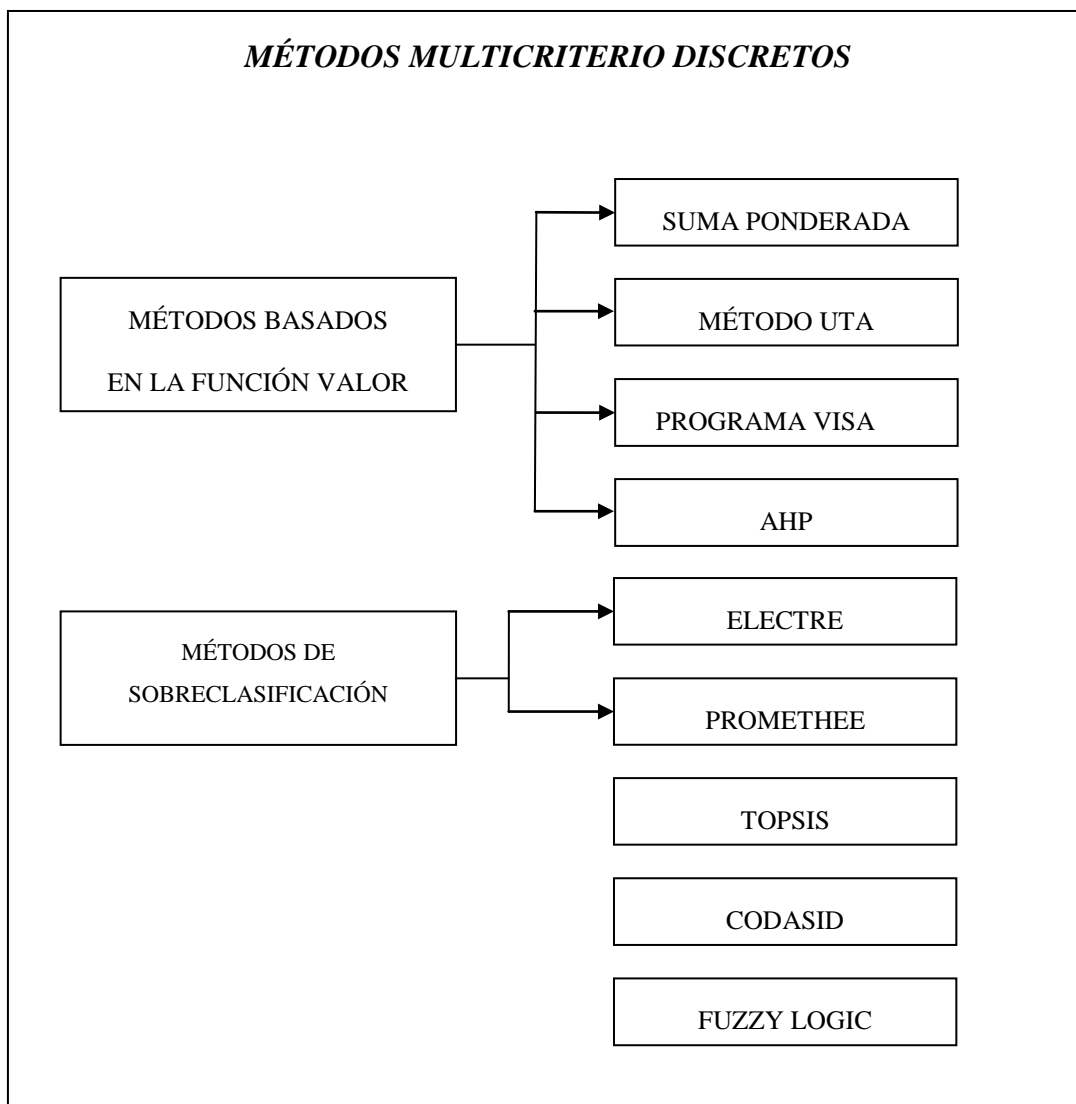 MÉTODOS MULTICRITERIO DISCRETOS
SUMA PONDERADA
MÉTODOS BASADOS
EN LA FUNCIÓN VALOR
MÉTODO UTA
PROGRAMA VISA
AHP
MÉTODOS DE
SOBRECLASIFICACIÓN
ELECTRE
PROMETHEE
TOPSIS
CODASID
FUZZY LOGIC